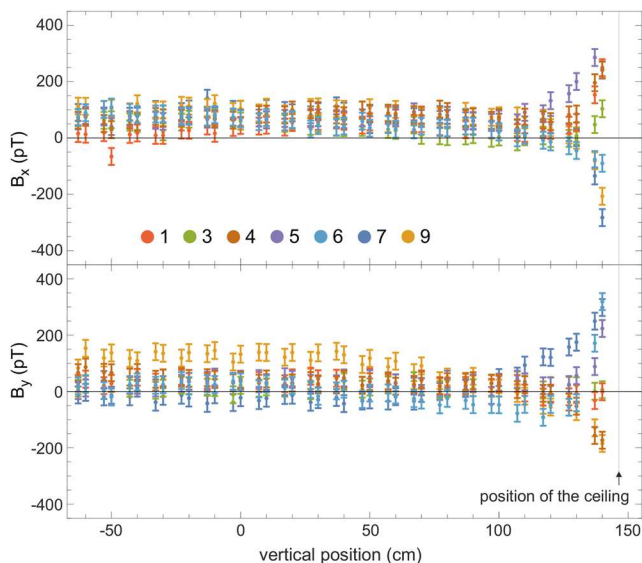 400
200
0
-200
-400
Bx (pT)
1 3 4 5 6 7 9
400
200
0
-200
-400
By (pT)
position of the ceiling
-50 0 50 100 150
vertical position (cm)